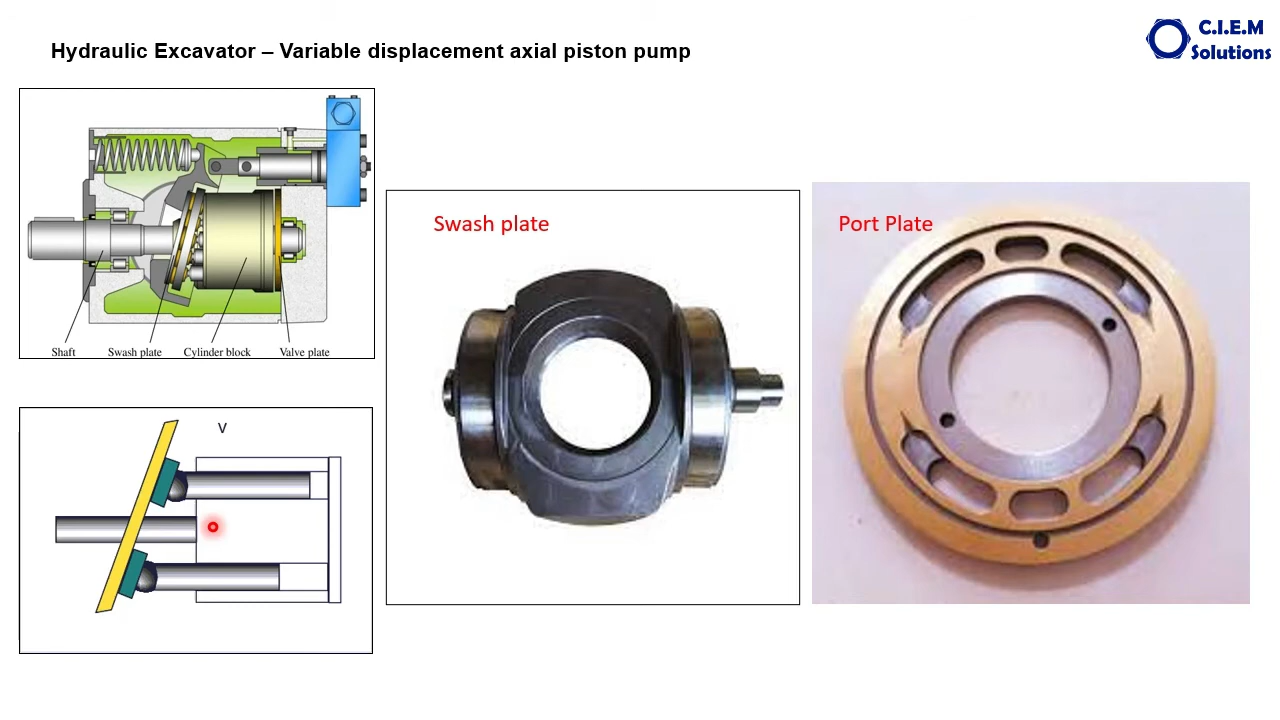 Hydraulic Excavator – Variable displacement axial piston pump
C.I.E.M
Solutions
Shaft
Swash plate
Cylinder block
Valve plate
V
Swash plate
Port Plate